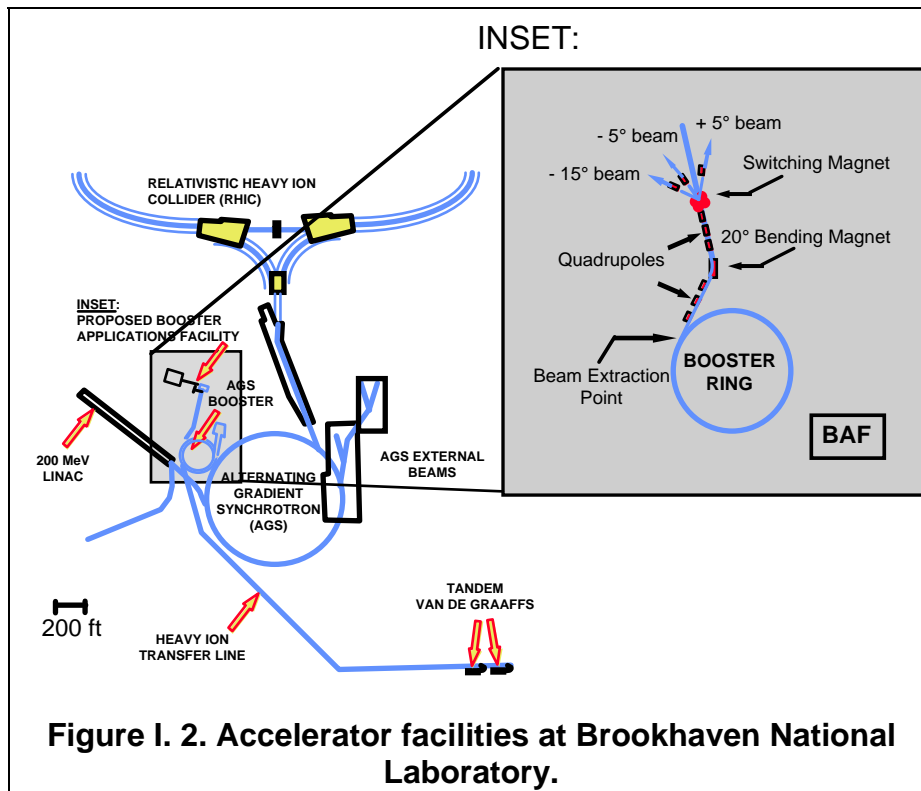 INSET:
- 5° beam
+ 5° beam
- 15° beam
Switching Magnet
20° Bending Magnet
Quadrupoles
Beam Extraction
Point
BOOSTER
RING
BAF
RELATIVISTIC HEAVY ION
COLLIDER (RHIC)
INSET:
PROPOSED BOOSTER
APPLICATIONS FACILITY
AGS
BOOSTER
200 MeV
LINAC
ALTERNATING
GRADIENT
SYNCHROTRON
(AGS)
AGS EXTERNAL
BEAMS
200 ft
HEAVY ION
TRANSFER LINE
TANDEM
VAN DE GRAAFFS
Figure I. 2. Accelerator facilities at Brookhaven National
Laboratory.